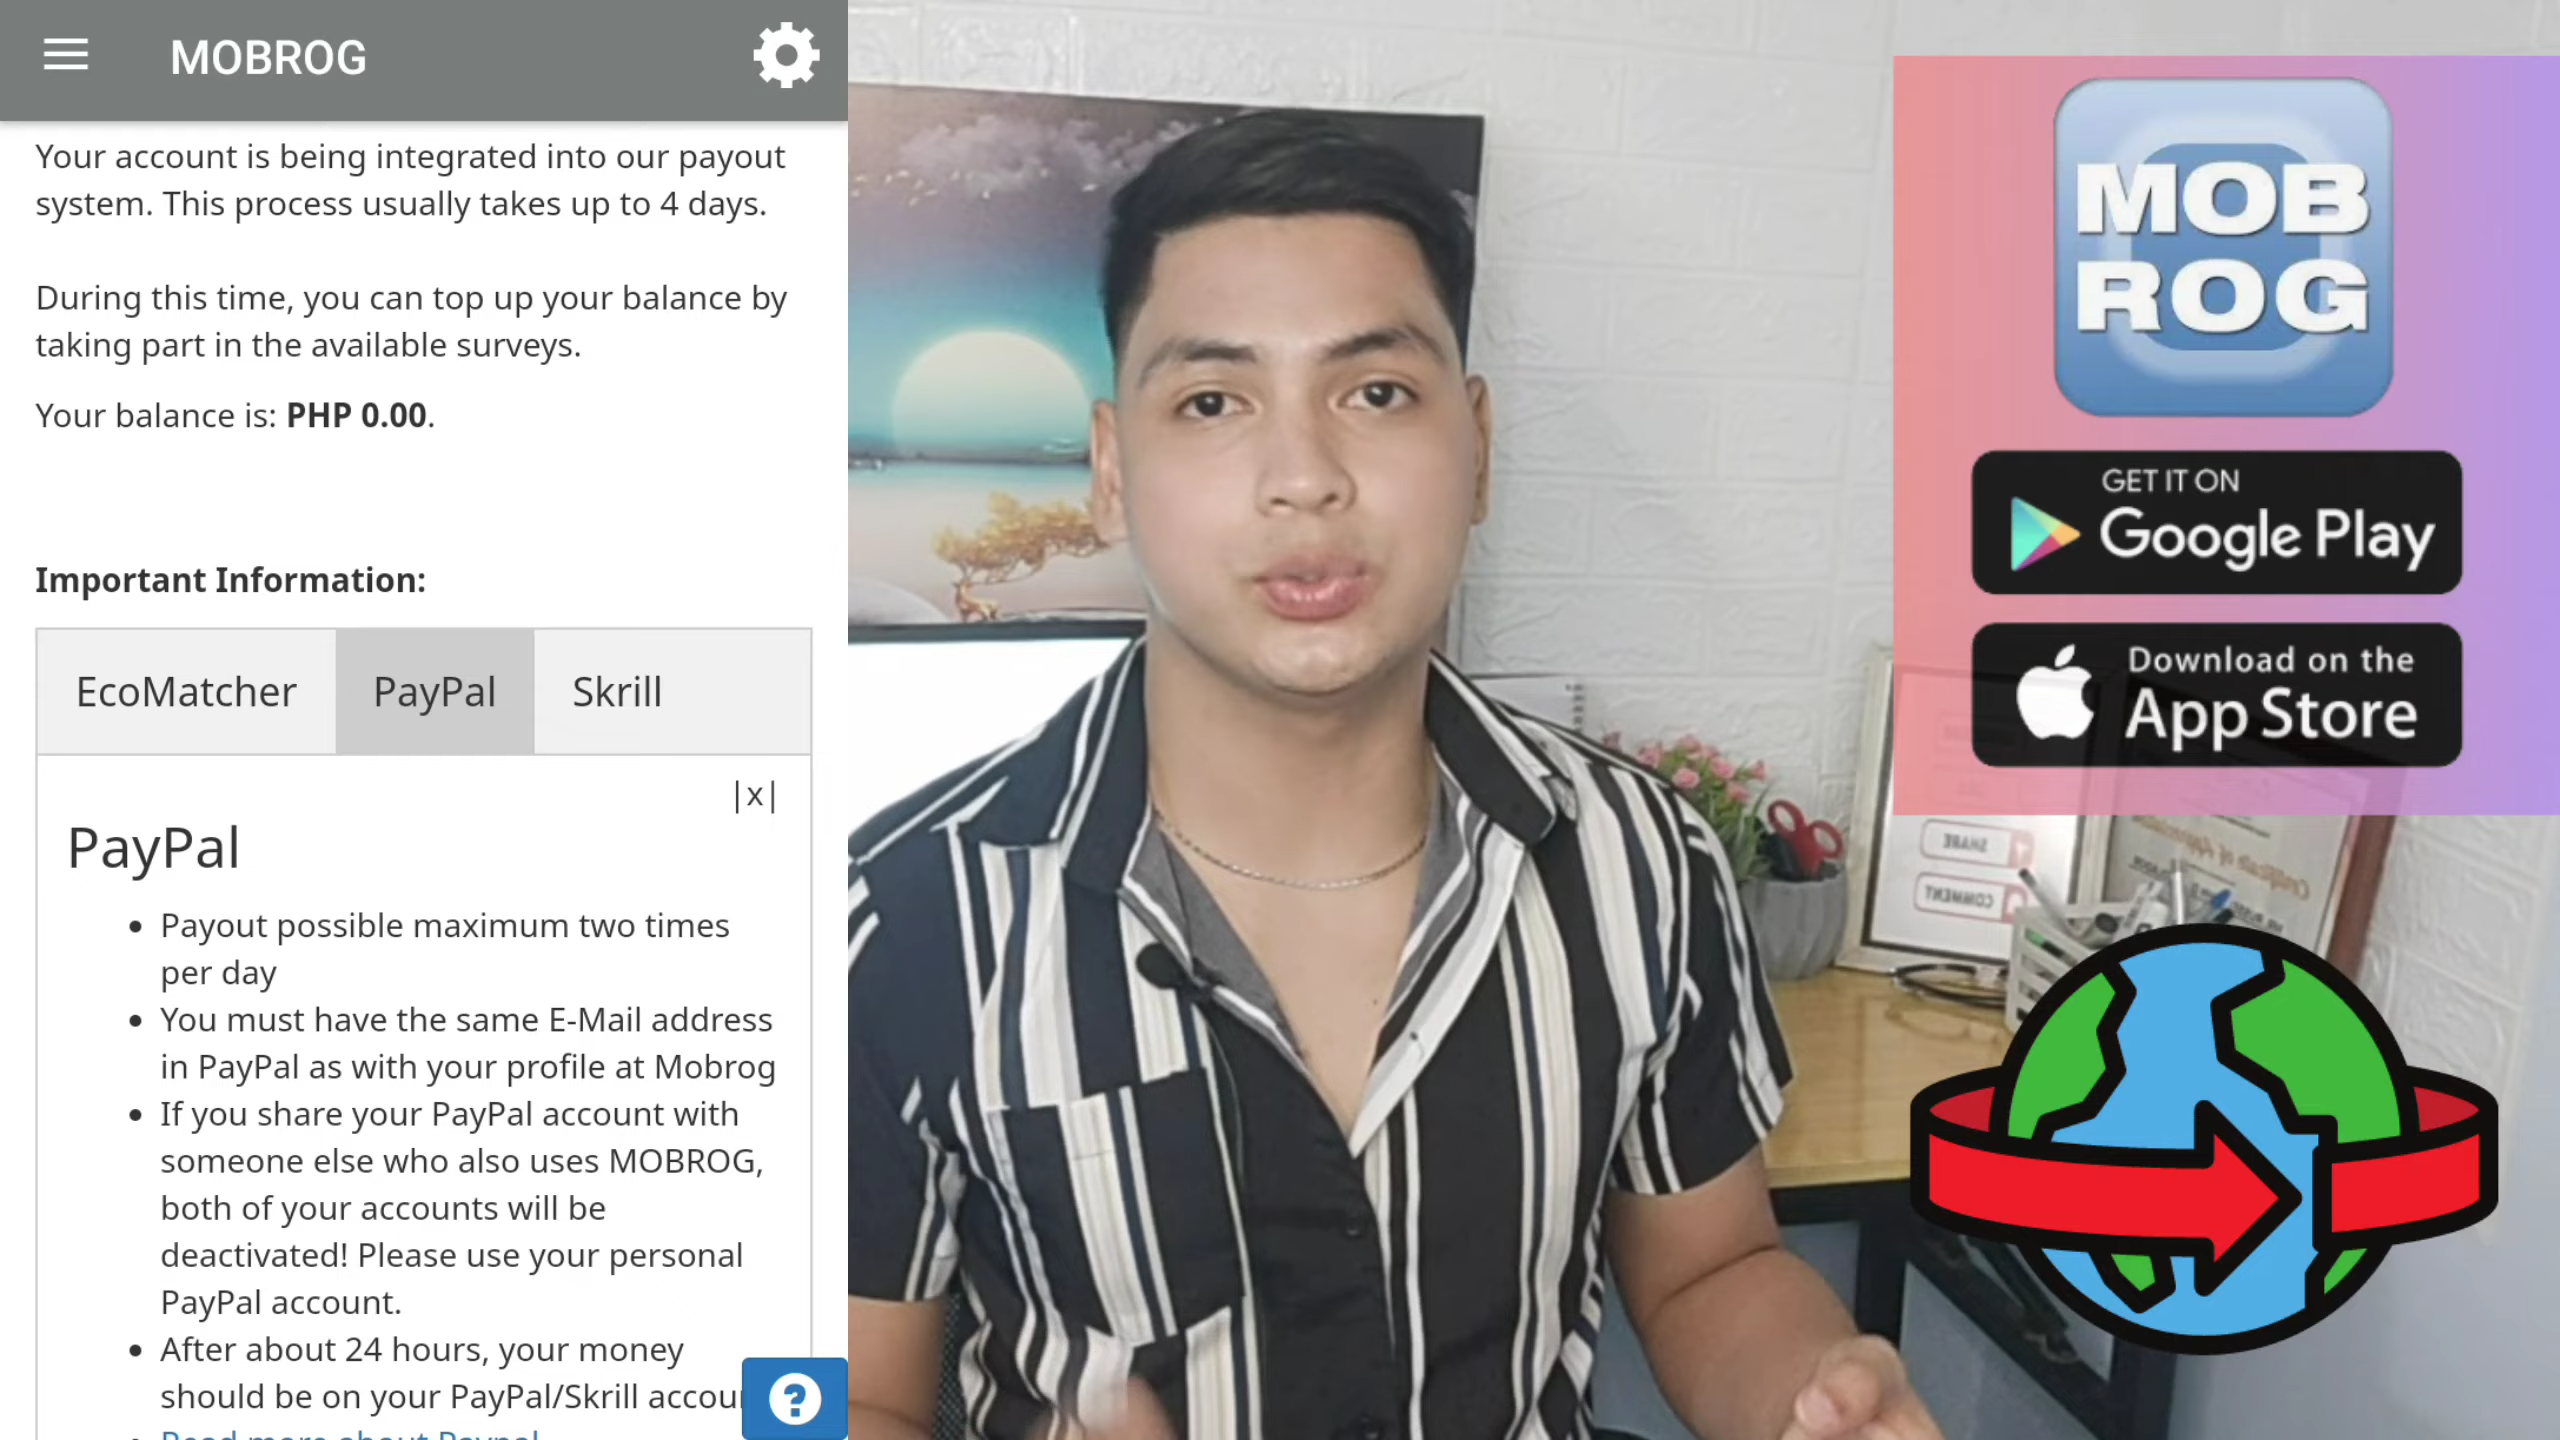 MOBROG
Your account is being integrated into our payout
system. This process usually takes up to 4 days.
During this time, you can top up your balance by
taking part in the available surveys.
Your balance is: PHP 0.00.
Important Information:
EcoMatcher PayPal Skrill
|x|
PayPal
• Payout possible maximum two times
per day
• You must have the same E-Mail address
in PayPal as with your profile at Mobrog
• If you share your PayPal account with
someone else who also uses MOBROG,
both of your accounts will be
deactivated! Please use your personal
PayPal account.
• After about 24 hours, your money
should be on your PayPal/Skrill
• Read more about Paypal
?
MOB
ROG
GET IT ON
Google Play
Download on the
App Store
SHARE
COMMENT